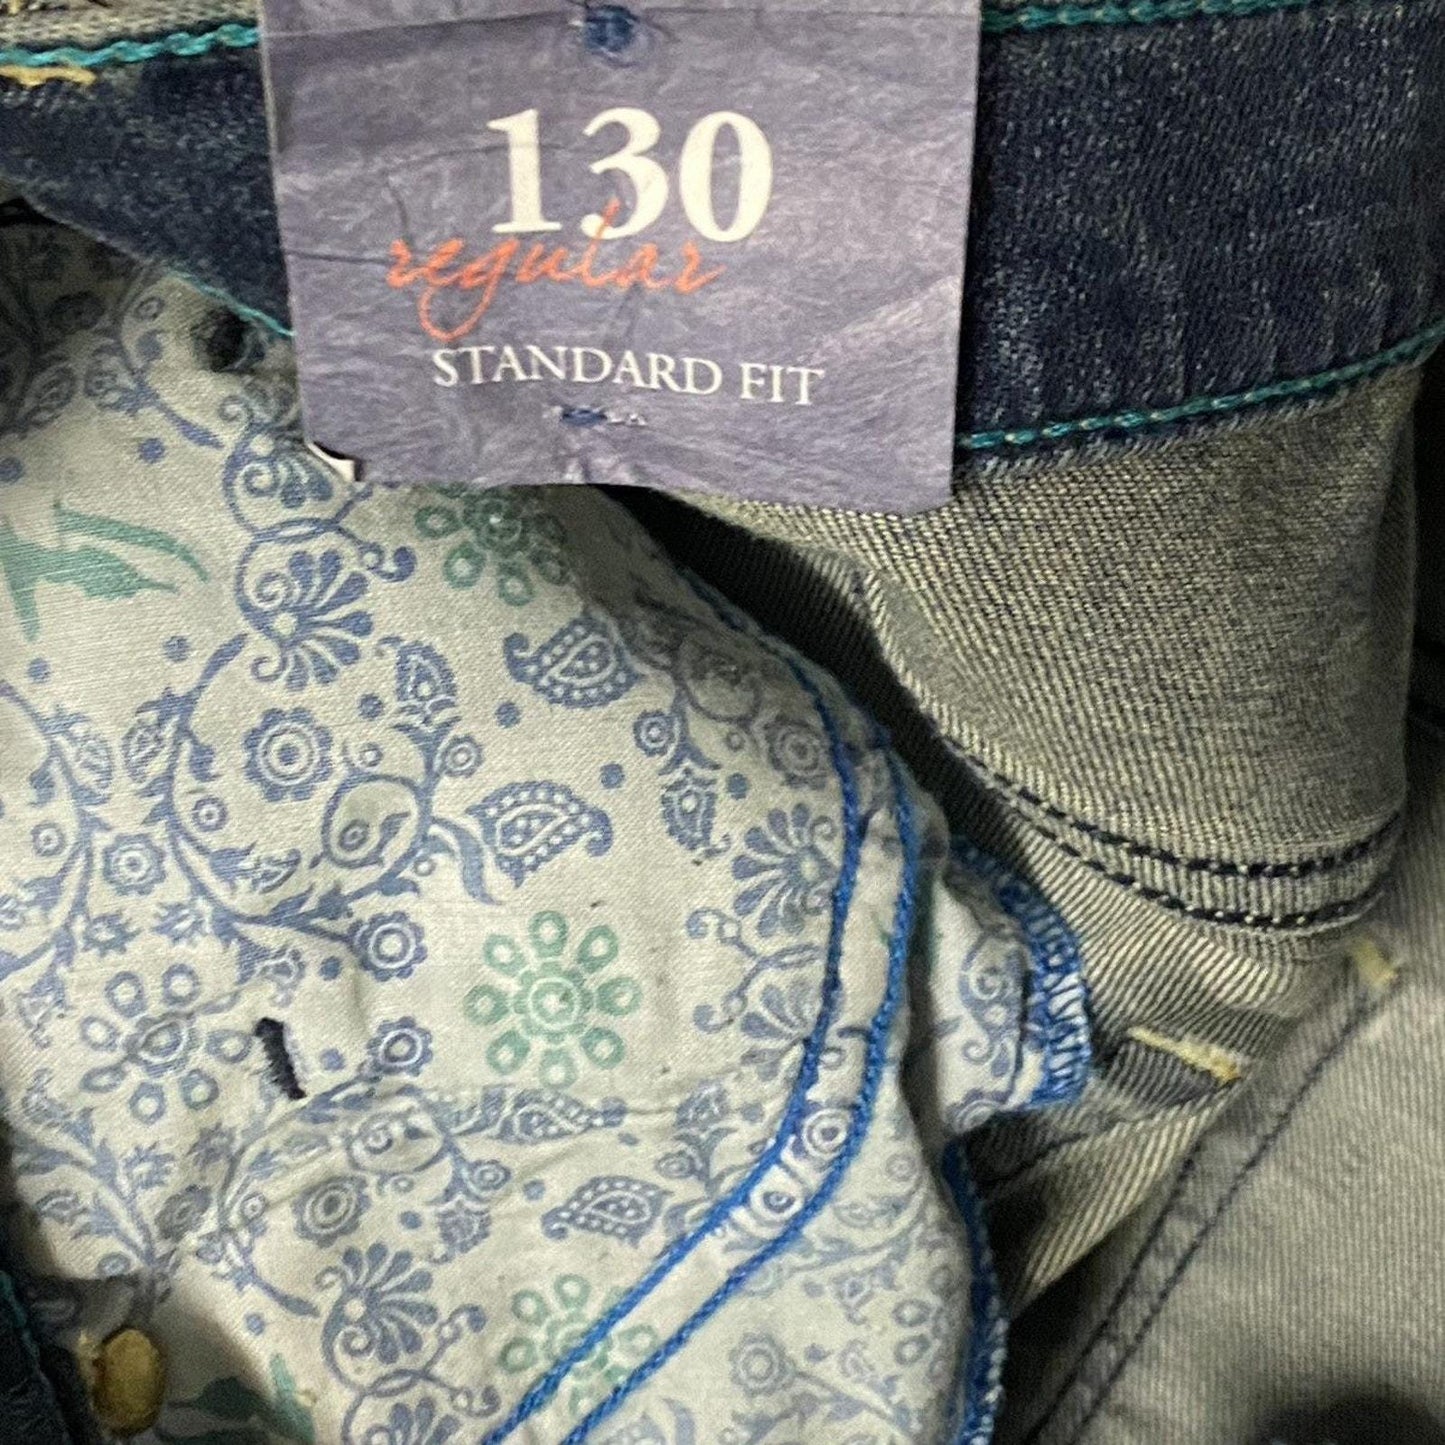 130
regular
STANDARD FIT